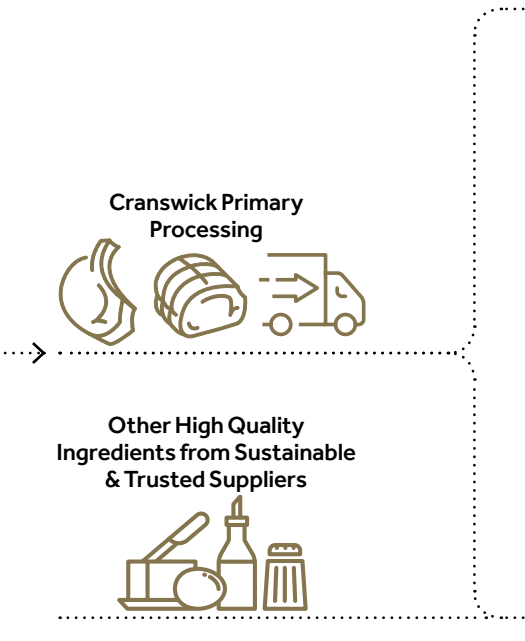 Cranswick Primary
Processing
Other High Quality
Ingredients from Sustainable
& Trusted Suppliers